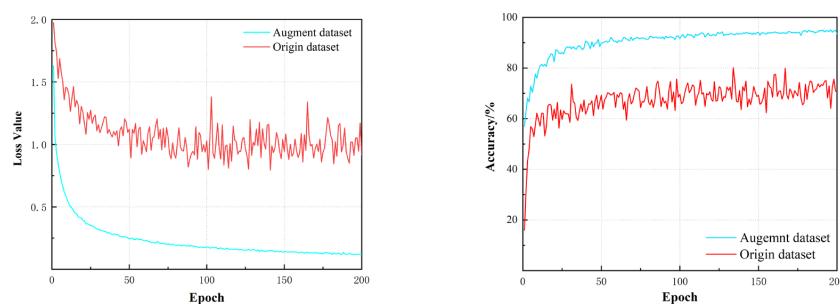 2.0
1.5
1.0
0.5
0
50
100
150
200
Loss Value
Epoch
Augment dataset
Origin dataset
100
80
60
40
20
0
50
100
150
200
Accuracy/%
Epoch
Augemnt dataset
Origin dataset